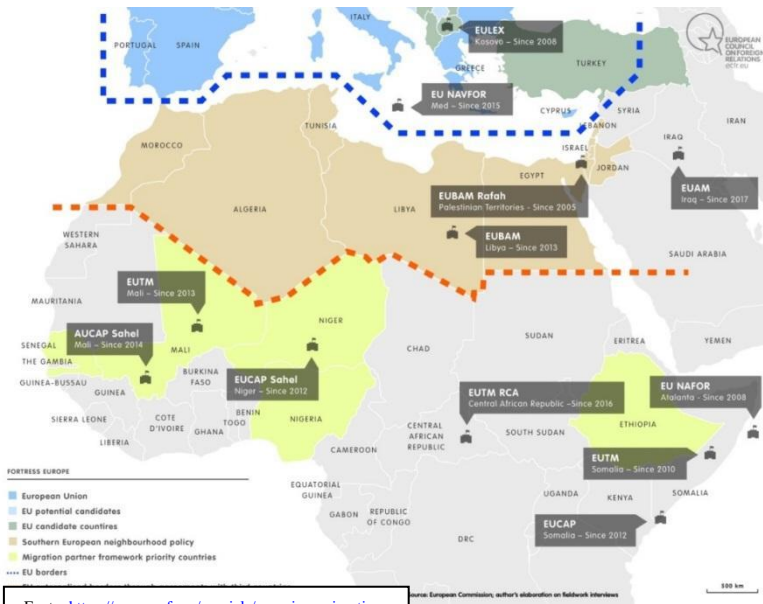 ITALY
EULEX
Kosovo – Since 2008
EUROPEAN
COUNCIL
ON FOREIGN
RELATIONS
ECFR.EU
PORTUGAL
SPAIN
GREECE
TURKEY
EU NAVFOR
Med – Since 2015
CYPRUS
SYRIA
LEBANON
IRAN
TUNISIA
MOROCCO
ISRAEL
IRAQ
JORDAN
EGYPT
EUBAM Rafah
Palestinian Territories - Since 2005
EUAM
Iraq – Since 2017
ALGERIA
LIBYA
EUBAM
Libya – Since 2013
WESTERN
SAHARA
SAUDI ARABIA
EUTM
Mali – Since 2013
MAURITANIA
NIGER
AUCAP Sahel
Mali – Since 2014
SENEGAL
THE GAMBIA
MALI
CHAD
SUDAN
ERITREA
YEMEN
GUINEA-BUSSAU
GUINEA
BURKINA
FASO
EUCAP Sahel
Niger – Since 2012
EUTM RCA
Central African Republic –Since 2016
EU NAFOR
Atalanta - Since 2008
SIERRA LEONE
COTE
D'IVOIRE
GHANA
TOGO
BENIN
NIGERIA
CENTRAL
AFRICAN
REPUBLIC
SOUTH SUDAN
ETHIOPIA
LIBERIA
CAMEROON
EUTM
Somalia – Since 2010
EQUATORIAL
GUINEA
UGANDA
KENYA
SOMALIA
GABON
REPUBLIC
OF CONGO
EUCAP
Somalia – Since 2012
DRC
FORTRESS EUROPE
European Union
EU potential candidates
EU candidate countires
Southern European neighbourhood policy
Migration partner framework priority countries
EU borders
500 km
European Commission; author's elaboration on fieldwork interviews